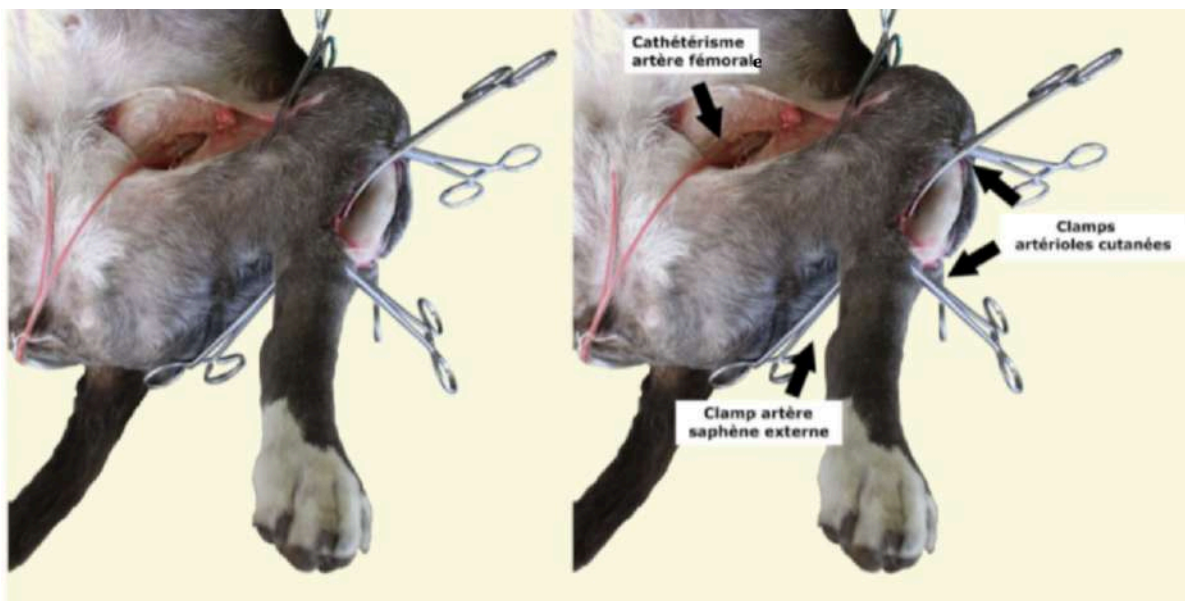 Cathétérisme
artère fémorale
Clamps
artérioles cutanées
Clamp artère
saphène externe